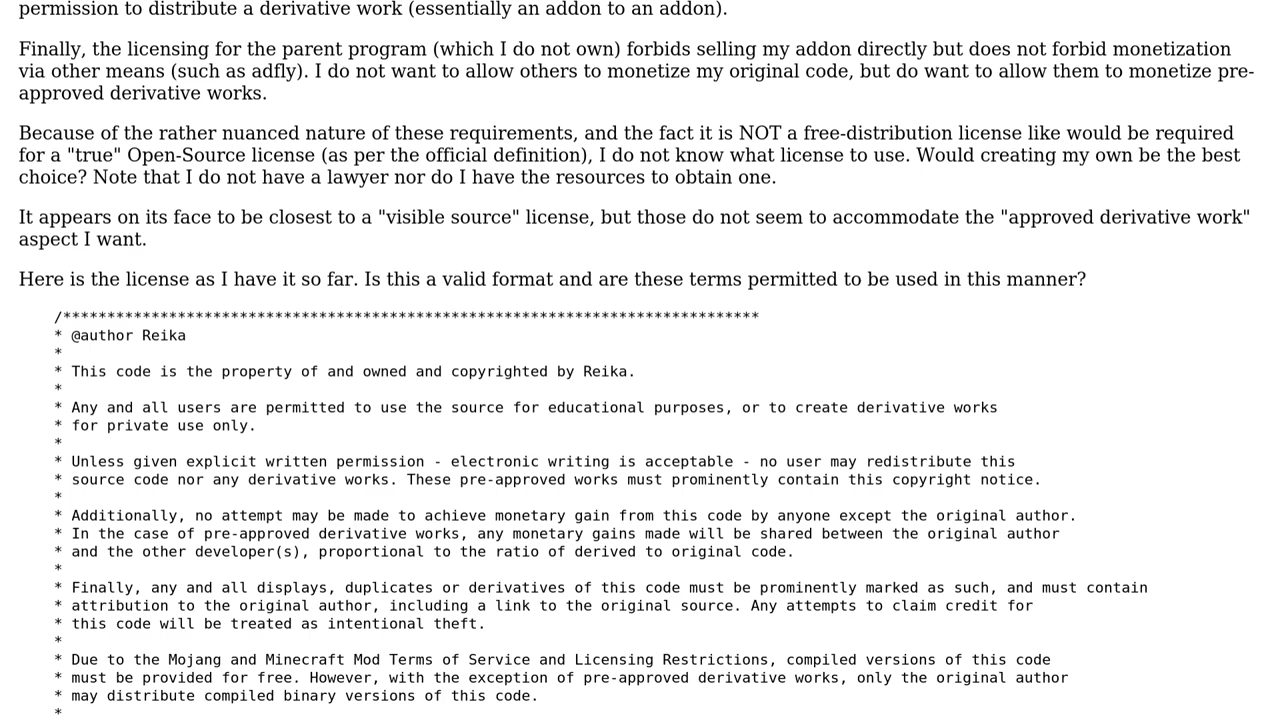 permission to distribute a derivative work (essentially an addon to an addon).
Finally, the licensing for the parent program (which I do not own) forbids selling my addon directly but does not forbid monetization
via other means (such as adfly). I do not want to allow others to monetize my original code, but do want to allow them to monetize pre-
approved derivative works.
Because of the rather nuanced nature of these requirements, and the fact it is NOT a free-distribution license like would be required
for a "true" Open-Source license (as per the official definition), I do not know what license to use. Would creating my own be the best
choice? Note that I do not have a lawyer nor do I have the resources to obtain one.
It appears on its face to be closest to a "visible source" license, but those do not seem to accommodate the "approved derivative work"
aspect I want.
Here is the license as I have it so far. Is this a valid format and are these terms permitted to be used in this manner?
/*******************************************************************************
* @author Reika
*
* This code is the property of and owned and copyrighted by Reika.
*
* Any and all users are permitted to use the source for educational purposes, or to create derivative works
* for private use only.
*
* Unless given explicit written permission - electronic writing is acceptable - no user may redistribute this
* source code nor any derivative works. These pre-approved works must prominently contain this copyright notice.
*
* Additionally, no attempt may be made to achieve monetary gain from this code by anyone except the original author.
* In the case of pre-approved derivative works, any monetary gains made will be shared between the original author
* and the other developer(s), proportional to the ratio of derived to original code.
*
* Finally, any and all displays, duplicates or derivatives of this code must be prominently marked as such, and must contain
* attribution to the original author, including a link to the original source. Any attempts to claim credit for
* this code will be treated as intentional theft.
*
* Due to the Mojang and Minecraft Mod Terms of Service and Licensing Restrictions, compiled versions of this code
* must be provided for free. However, with the exception of pre-approved derivative works, only the original author
* may distribute compiled binary versions of this code.
*